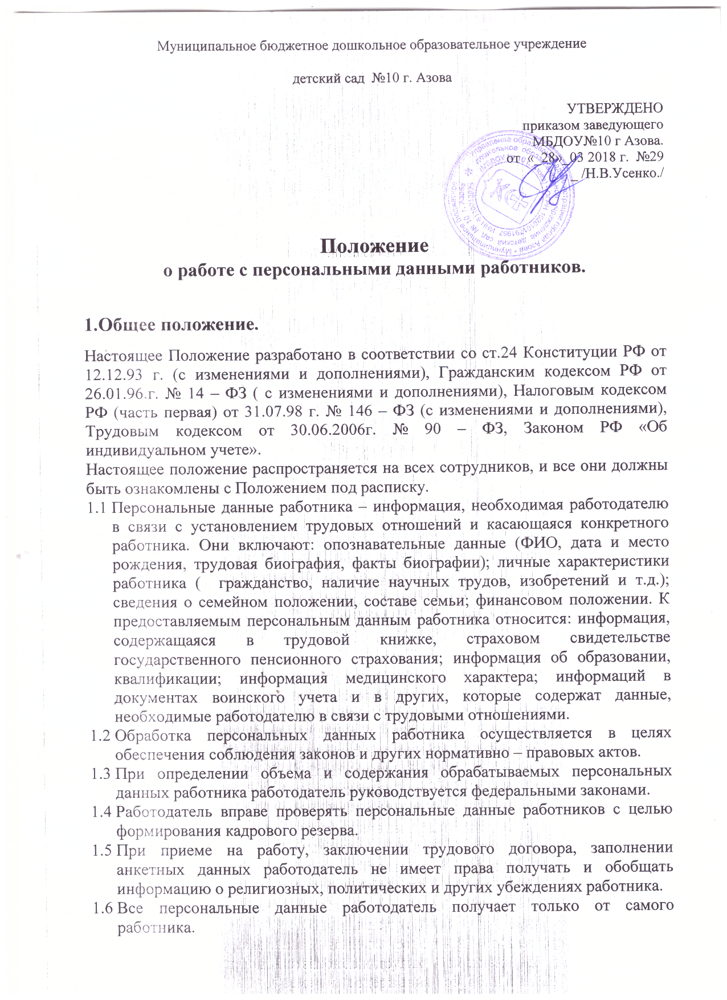 Муниципальное бюджетное дошкольное образовательное учреждение
детский сад №10 г. Азова
УТВЕРЖДЕНО
приказом заведующего
МБДОУ№10 г Азова.
от «_28»_03 2018 г. №29
_ /Н.В.Усенко./
Положение
о работе с персональными данными работников.
1.Общее положение.
Настоящее Положение разработано в соответствии со ст.24 Конституции РФ от
12.12.93 г. (с изменениями и дополнениями), Гражданским кодексом РФ от
26.01.96.г. № 14 – ФЗ ( с изменениями и дополнениями), Налоговым кодексом
РФ (часть первая) от 31.07.98 г. № 146 – ФЗ (с изменениями и дополнениями),
Трудовым кодексом от 30.06.2006г. № 90 – ФЗ, Законом РФ «Об
индивидуальном учете».
Настоящее положение распространяется на всех сотрудников, и все они должны
быть ознакомлены с Положением под расписку.
1.1 Персональные данные работника – информация, необходимая работодателю
в связи с установлением трудовых отношений и касающаяся конкретного
работника. Они включают: опознавательные данные (ФИО, дата и место
рождения, трудовая биография, факты биографии); личные характеристики
работника ( гражданство, наличие научных трудов, изобретений и т.д.);
сведения о семейном положении, составе семьи; финансовом положении. К
предоставляемым персональным данным работника относится: информация,
содержащаяся в трудовой книжке, страховом свидетельстве
государственного пенсионного страхования; информация об образовании,
квалификации; информация медицинского характера; информаций в
документах воинского учета и в других, которые содержат данные,
необходимые работодателю в связи с трудовыми отношениями.
1.2 Обработка персональных данных работника осуществляется в целях
обеспечения соблюдения законов и других нормативно – правовых актов.
1.3 При определении объема и содержания обрабатываемых персональных
данных работника работодатель руководствуется федеральными законами.
1.4 Работодатель вправе проверять персональные данные работников с целью
формирования кадрового резерва.
1.5 При приеме на работу, заключении трудового договора, заполнении
анкетных данных работодатель не имеет права получать и обобщать
информацию о религиозных, политических и других убеждениях работника.
1.6 Все персональные данные работодатель получает только от самого
работника.